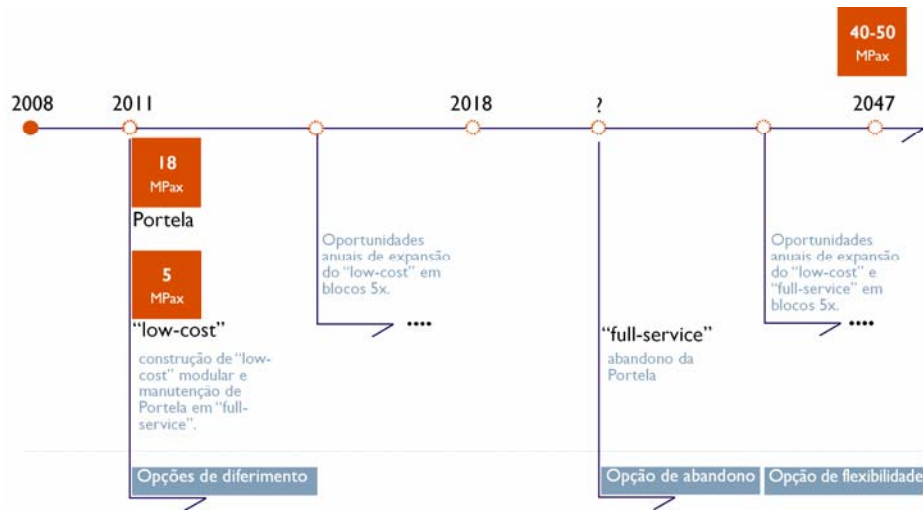 40-50
MPax
2008
2011
2018
?
2047
18
MPax
Portela
5
MPax
"low-cost"
construção de "low-
cost" modular e
manutenção de
Portela em "full-
service".
Oportunidades
anuais de expansão
do "low-cost" em
blocos 5x.
....
"full-service"
abandono da
Portela
Oportunidades
anuais de expansão
do "low-cost" e
"full-service" em
blocos 5x.
....
Opções de diferimento
Opção de abandono
Opção de flexibilidade